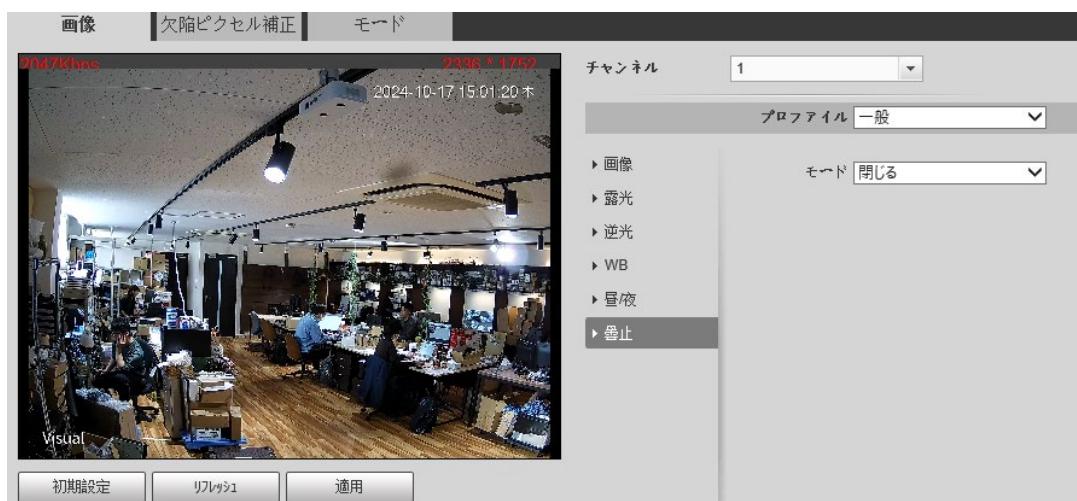 画像 欠陥ピクセル補正 モード
2047Kbps 2336 * 1752
2024-10-17 15:01:20 木
Visual
初期設定 リフレッシュ 適用
チャンネル 1
プロファイル 一般
画像
露光
逆光
WB
昼/夜
曇止
モード 閉じる